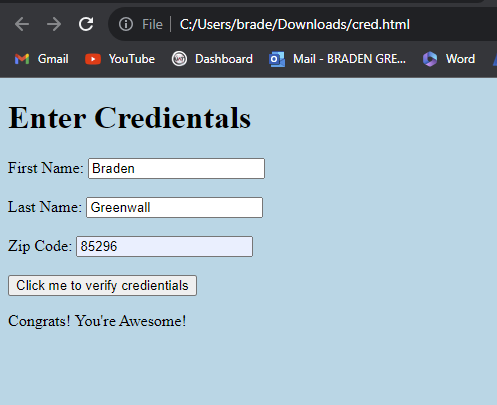 File C:/Users/brade/Downloads/cred.html
Gmail YouTube Dashboard Mail - BRADEN GRE... Word
Enter Credientals
First Name: Braden
Last Name: Greenwall
Zip Code: 85296
Click me to verify credientials
Congrats! You're Awesome!